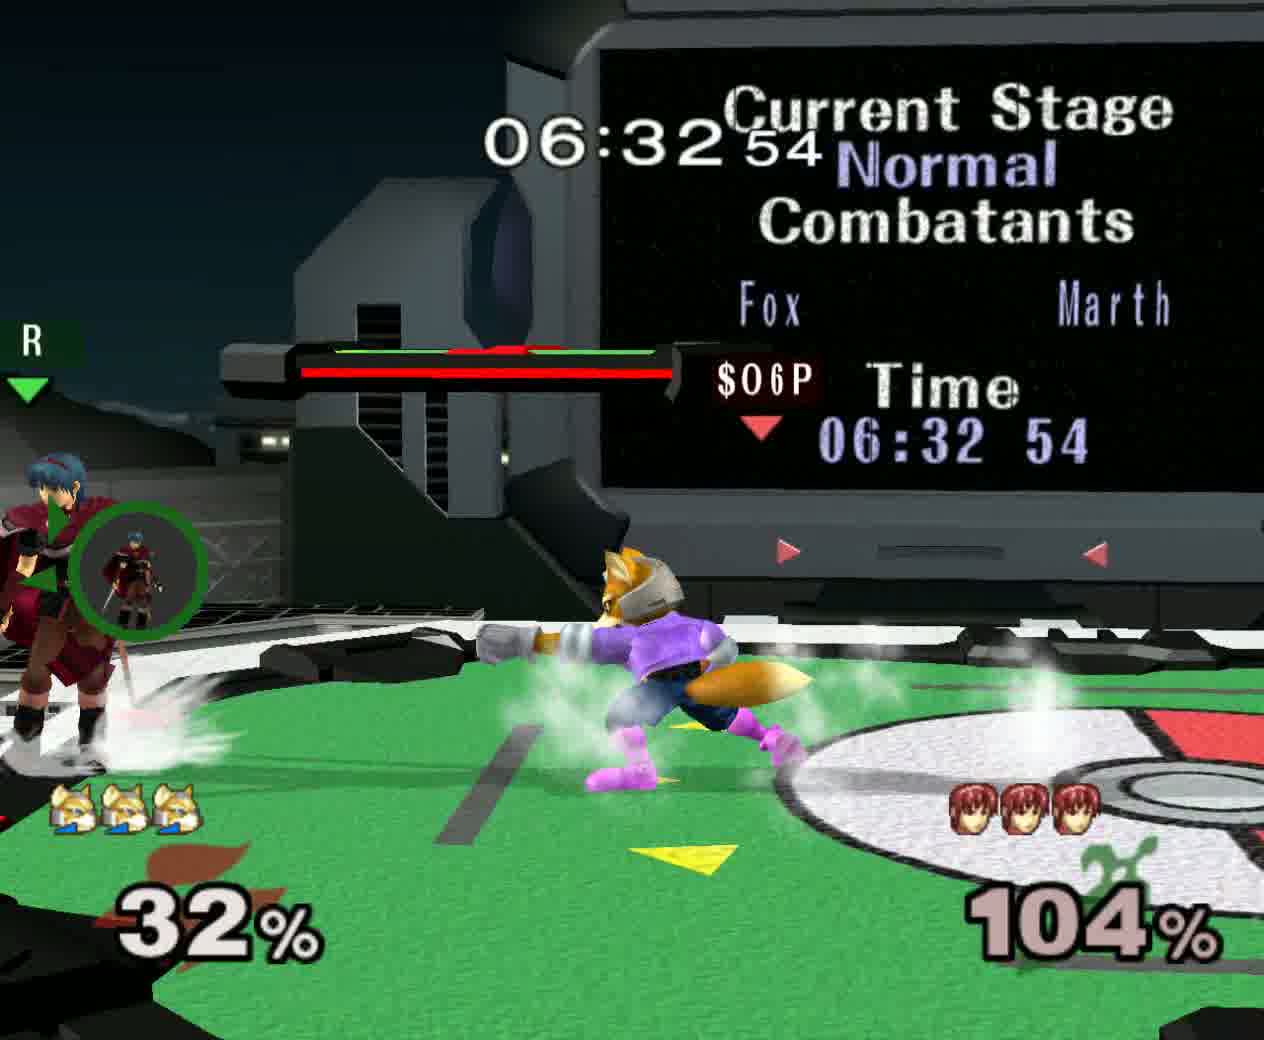 Current Stage
06:32 54
Normal
Combatants
Fox Marth
R
$06P
Time
06:32 54
32%
104%